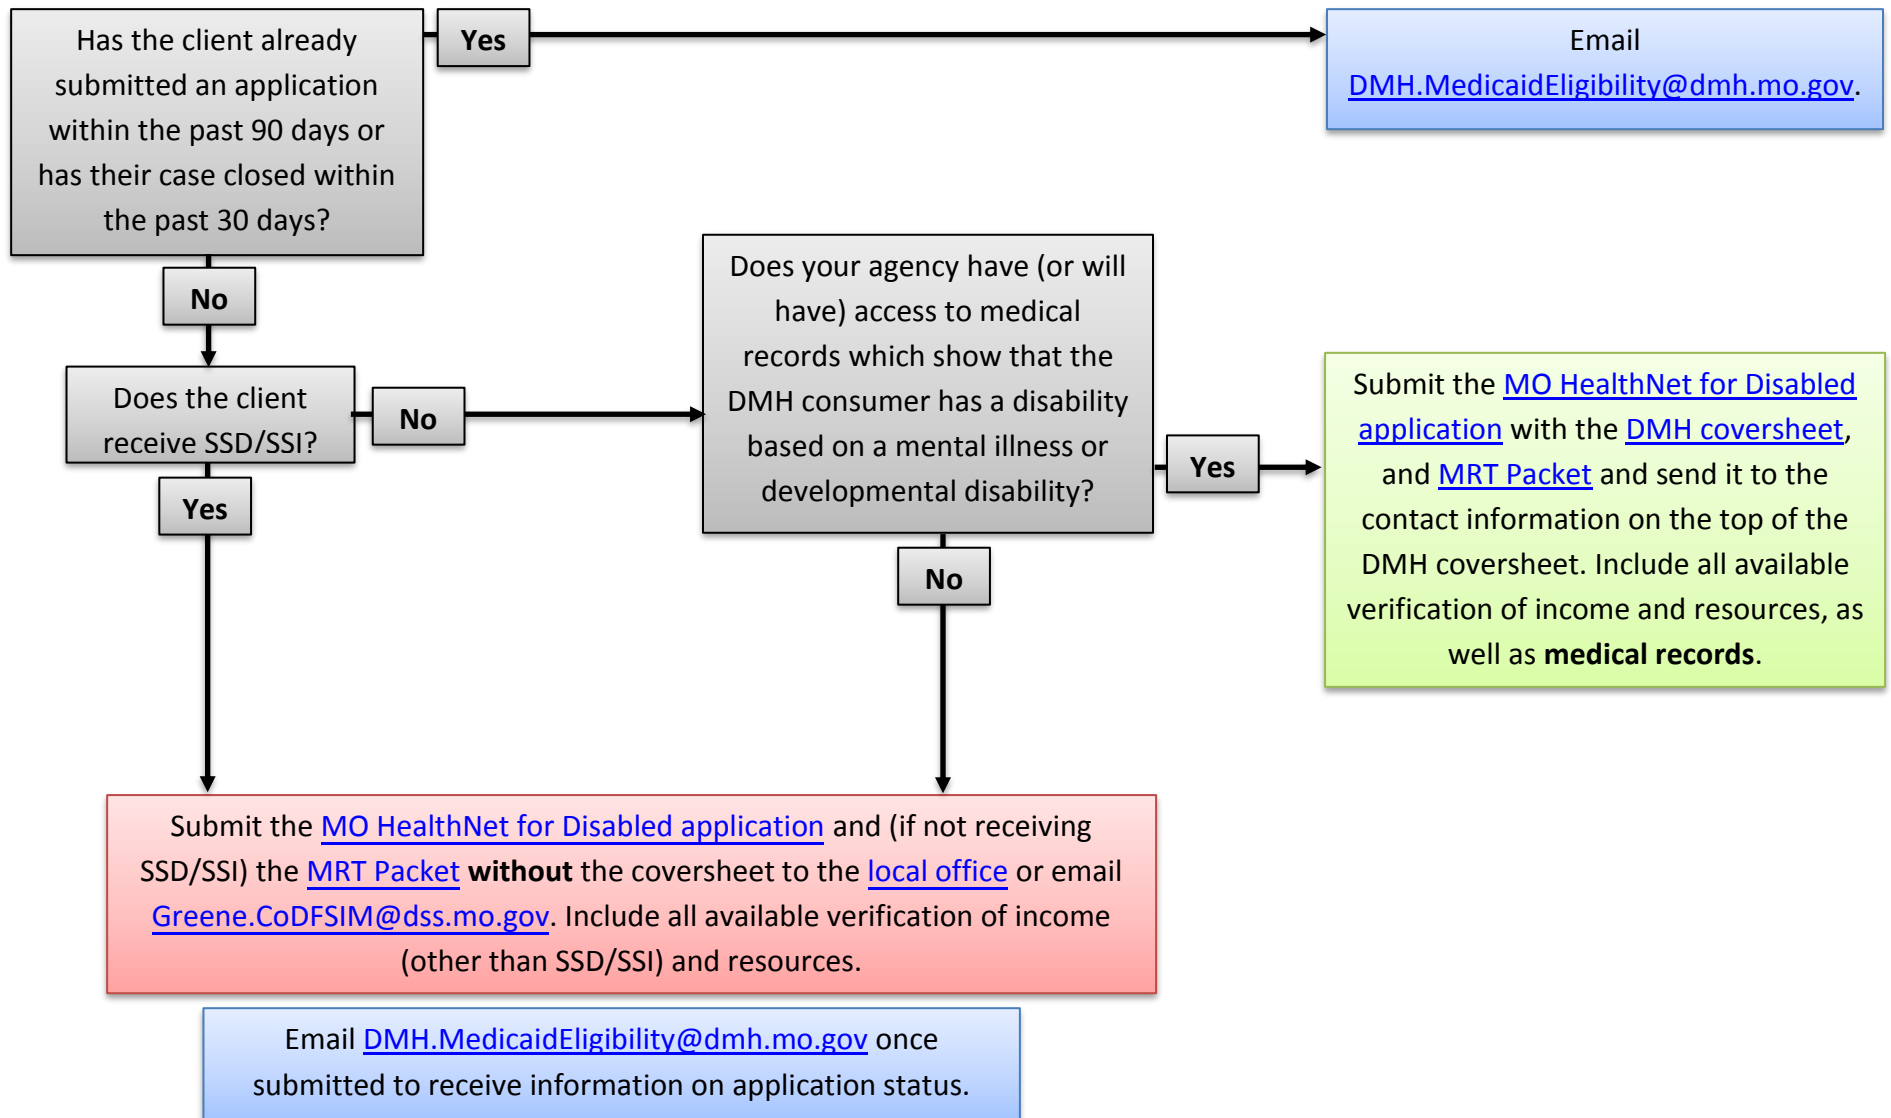 Has the client already
submitted an application
within the past 90 days or
has their case closed within
the past 30 days?
Yes
Email
DMH.MedicaidEligibility@dmh.mo.gov.
No
Does the client
receive SSD/SSI?
No
Does your agency have (or will
have) access to medical
records which show that the
DMH consumer has a disability
based on a mental illness or
developmental disability?
Yes
Submit the MO HealthNet for Disabled
application with the DMH coversheet,
and MRT Packet and send it to the
contact information on the top of the
DMH coversheet. Include all available
verification of income and resources, as
well as medical records.
Yes
No
Submit the MO HealthNet for Disabled application and (if not receiving
SSD/SSI) the MRT Packet without the coversheet to the local office or email
Greene.CoDFSIM@dss.mo.gov. Include all available verification of income
(other than SSD/SSI) and resources.
Email DMH.MedicaidEligibility@dmh.mo.gov once
submitted to receive information on application status.